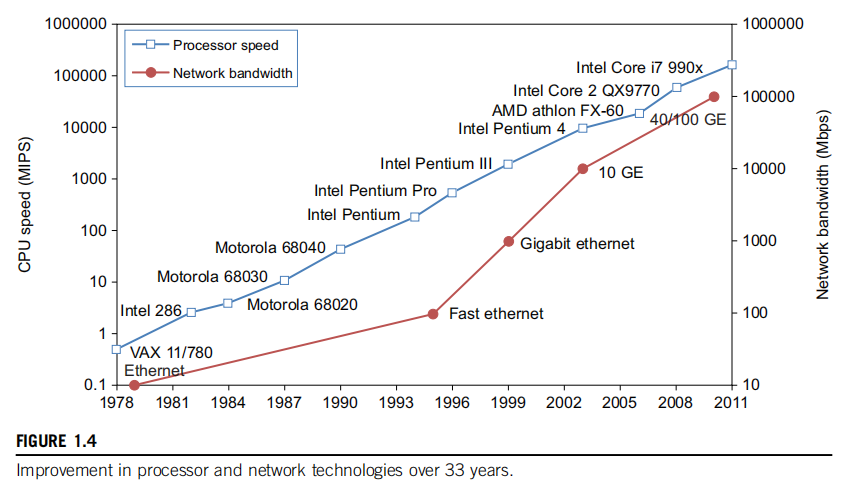 1000000
100000
10000
1000
100
10
1
0.1
CPU speed (MIPS)
Processor speed
Network bandwidth
Intel Core i7 990x
Intel Core 2 QX9770
AMD athlon FX-60
40/100 GE
Intel Pentium 4
Intel Pentium III
10 GE
Intel Pentium Pro
Intel Pentium
Motorola 68040
Gigabit ethernet
Motorola 68030
Motorola 68020
Intel 286
Fast ethernet
VAX 11/780
Ethernet
1000000
100000
10000
1000
100
10
Network bandwidth (Mbps)
1978 1981 1984 1987 1990 1993 1996 1999 2002 2006 2008 2011
FIGURE 1.4
Improvement in processor and network technologies over 33 years.